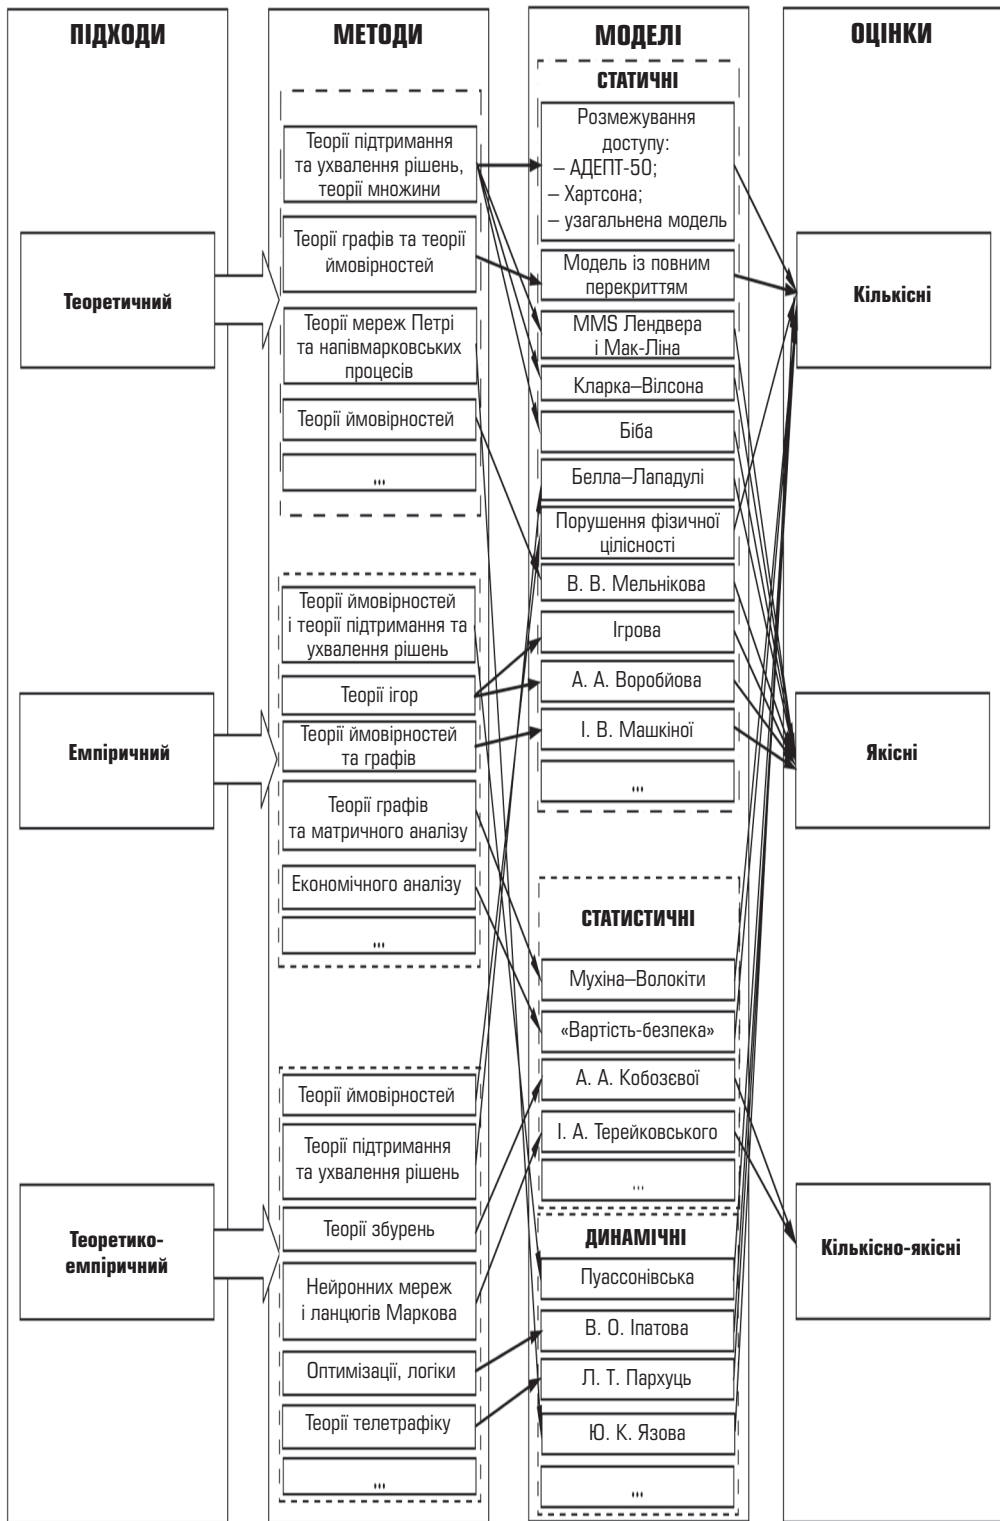 ПІДХОДИ
Теоретичний
Емпіричний
Теоретико-
емпіричний
МЕТОДИ
Теорії підтримання
та ухвалення рішень,
теорії множини
Теорії графів та теорії
ймовірностей
Теорії мереж Петрі
та напівмарковських
процесів
Теорії ймовірностей
...
Теорії ймовірностей
і теорії підтримання та
ухвалення рішень
Теорії ігор
Теорії ймовірностей
та графів
Теорії графів
та матричного аналізу
Економічного аналізу
...
Теорії ймовірностей
Теорії підтримання
та ухвалення рішень
Теорії збурень
Нейронних мереж
і ланцюгів Маркова
Оптимізації, логіки
Теорії телетрафіку
...
МОДЕЛІ
СТАТИЧНІ
Розмежування
доступу:
– АДЕПТ-50;
– Хартсона;
– узагальнена модель
Модель із повним
перекриттям
MMS Лендвера
і Мак-Ліна
Кларка–Вілсона
Біба
Белла–Лападулі
Порушення фізичної
цілісності
В. В. Мельнікова
Ігрова
А. А. Воробйова
І. В. Машкіної
...
СТАТИСТИЧНІ
Мухіна–Волокіти
«Вартість-безпека»
А. А. Кобозєвої
І. А. Терейковського
...
ДИНАМІЧНІ
Пуассонівська
В. О. Іпатова
Л. Т. Пархуць
Ю. К. Язова
...
ОЦІНКИ
Кількісні
Якісні
Кількісно-якісні